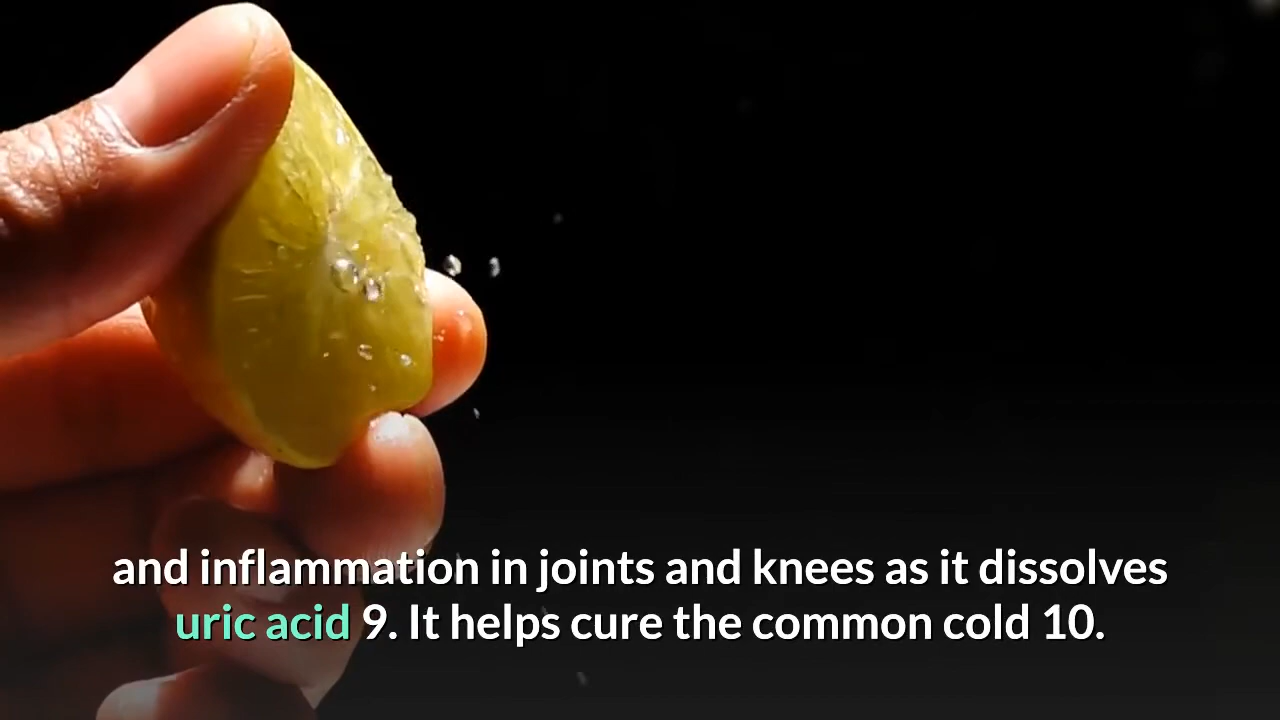 and inflammation in joints and knees as it dissolves
uric acid 9. It helps cure the common cold 10.